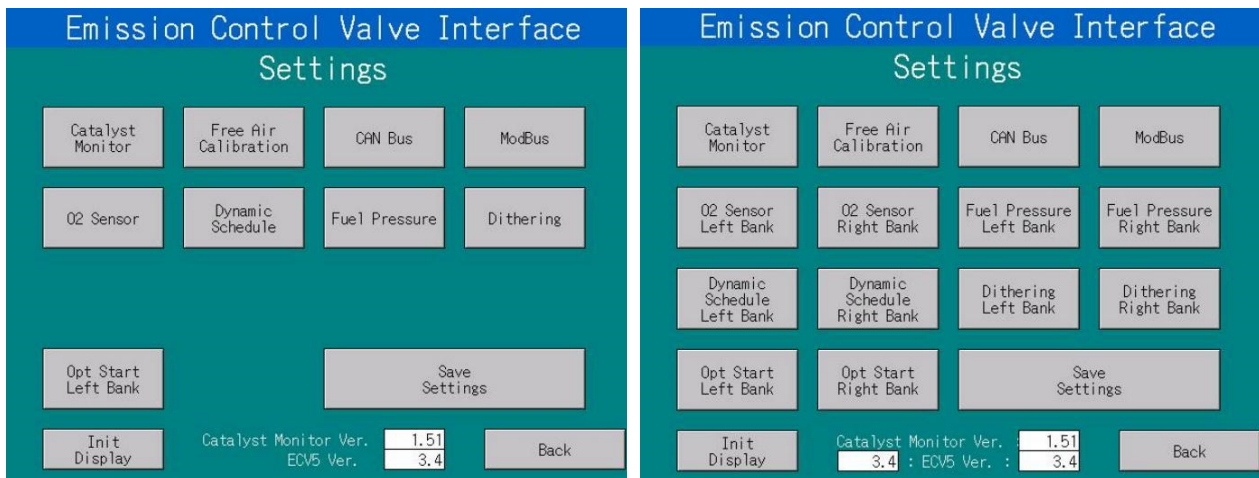 Emission Control Valve Interface
Settings
Catalyst
Monitor
Free Air
Calibration
CAN Bus
ModBus
O2 Sensor
Dynamic
Schedule
Fuel Pressure
Dithering
Opt Start
Left Bank
Save
Settings
Init
Display
Catalyst Monitor Ver. 1.51
ECV5 Ver. 3.4
Back
Emission Control Valve Interface
Settings
Catalyst
Monitor
Free Air
Calibration
CAN Bus
ModBus
O2 Sensor
Left Bank
O2 Sensor
Right Bank
Fuel Pressure
Left Bank
Fuel Pressure
Right Bank
Dynamic
Schedule
Left Bank
Dynamic
Schedule
Right Bank
Dithering
Left Bank
Dithering
Right Bank
Opt Start
Left Bank
Opt Start
Right Bank
Save
Settings
Init
Display
Catalyst Monitor Ver. : 1.51
3.4 : ECV5 Ver. : 3.4
Back